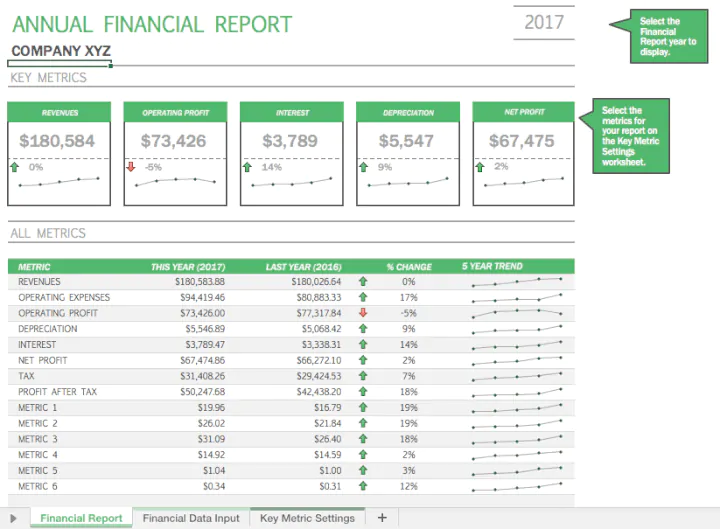 ANNUAL FINANCIAL REPORT
2017
Select the
Financial
Report year to
display.
COMPANY XYZ
KEY METRICS
REVENUES OPERATING PROFIT INTEREST DEPRECIATION NET PROFIT
$180,584 $73,426 $3,789 $5,547 $67,475
0% -5% 14% 9% 2%
Select the
metrics for
your report on
the Key Metric
Settings
worksheet.
ALL METRICS
METRIC THIS YEAR (2017) LAST YEAR (2016) % CHANGE 5 YEAR TREND
REVENUES $180,583.88 $180,026.64 0%
OPERATING EXPENSES $94,419.46 $80,883.33 17%
OPERATING PROFIT $73,426.00 $77,317.84 -5%
DEPRECIATION $5,546.89 $5,068.42 9%
INTEREST $3,789.47 $3,338.31 14%
NET PROFIT $67,474.86 $66,272.10 2%
TAX $31,408.26 $29,424.53 7%
PROFIT AFTER TAX $50,247.68 $42,438.20 18%
METRIC 1 $19.96 $16.79 19%
METRIC 2 $26.02 $21.84 19%
METRIC 3 $31.09 $26.40 18%
METRIC 4 $14.92 $14.59 2%
METRIC 5 $1.04 $1.00 3%
METRIC 6 $0.34 $0.31 12%
Financial Report Financial Data Input Key Metric Settings +